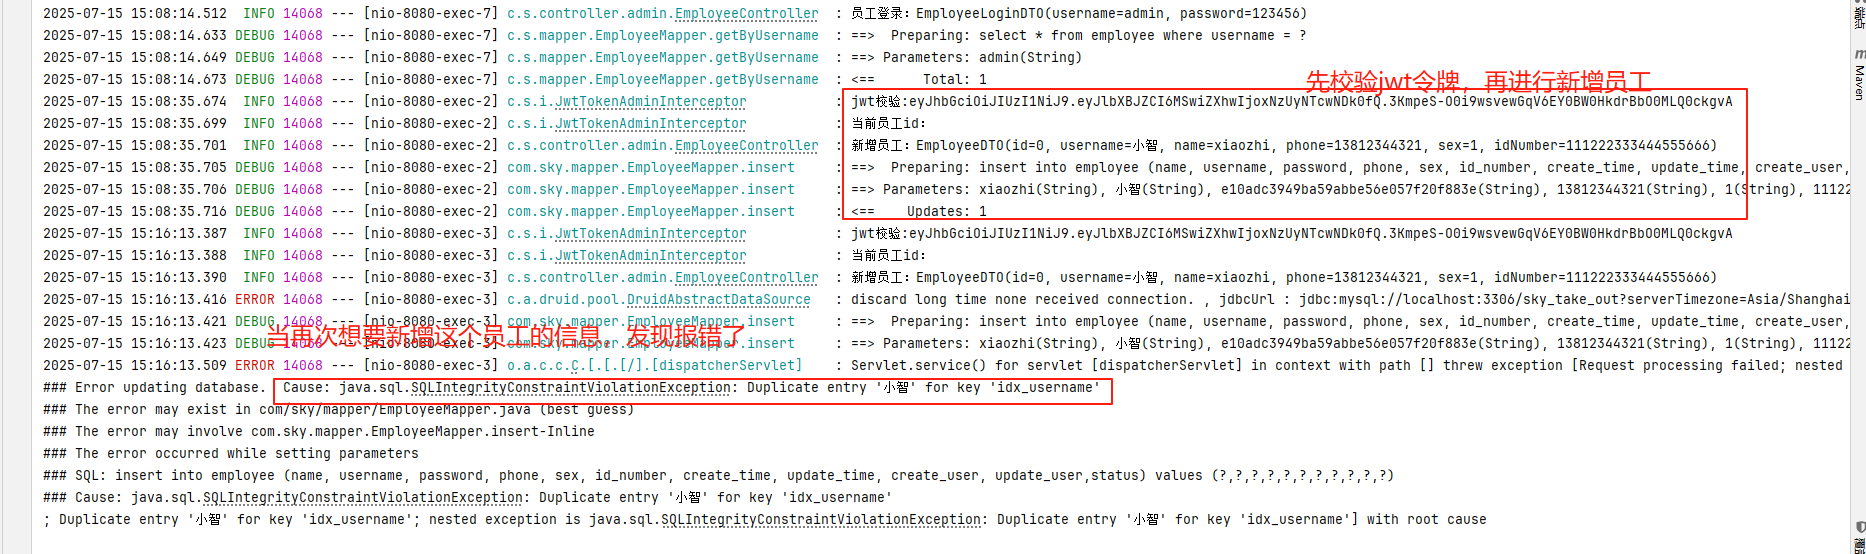 2025-07-15 15:08:14.512  INFO 14068 --- [nio-8080-exec-7] c.s.controller.admin.EmployeeController  : 员工登录：EmployeeLoginDTO(username=admin, password=123456)
2025-07-15 15:08:14.633 DEBUG 14068 --- [nio-8080-exec-7] c.s.mapper.EmployeeMapper.getByUsername  : ==>  Preparing: select * from employee where username = ?
2025-07-15 15:08:14.649 DEBUG 14068 --- [nio-8080-exec-7] c.s.mapper.EmployeeMapper.getByUsername  : ==> Parameters: admin(String)
2025-07-15 15:08:14.673 DEBUG 14068 --- [nio-8080-exec-7] c.s.mapper.EmployeeMapper.getByUsername  : <==      Total: 1
先校验jwt令牌，再进行新增员工
2025-07-15 15:08:35.674  INFO 14068 --- [nio-8080-exec-2] c.s.i.JwtTokenAdminInterceptor           : jwt校验:eyJhbGciOiJIUzI1NiJ9.eyJlbXBJZCI6MSwiZXhwIjoxNzUyNTcwNDk0fQ.3KmpeS-O0i9wsvewGqV6EY0BW0HkdrBbO0MLQ0ckgvA
2025-07-15 15:08:35.699  INFO 14068 --- [nio-8080-exec-2] c.s.i.JwtTokenAdminInterceptor           : 当前员工id：
2025-07-15 15:08:35.701  INFO 14068 --- [nio-8080-exec-2] c.s.controller.admin.EmployeeController  : 新增员工：EmployeeDTO(id=0, username=小智, name=xiaozhi, phone=13812344321, sex=1, idNumber=111222333444555666)
2025-07-15 15:08:35.705 DEBUG 14068 --- [nio-8080-exec-2] com.sky.mapper.EmployeeMapper.insert     : ==>  Preparing: insert into employee (name, username, password, phone, sex, id_number, create_time, update_time, create_user,
2025-07-15 15:08:35.706 DEBUG 14068 --- [nio-8080-exec-2] com.sky.mapper.EmployeeMapper.insert     : ==> Parameters: xiaozhi(String), 小智(String), e10adc3949ba59abbe56e057f20f883e(String), 13812344321(String), 1(String), 11122
2025-07-15 15:08:35.716 DEBUG 14068 --- [nio-8080-exec-2] com.sky.mapper.EmployeeMapper.insert     : <==    Updates: 1
2025-07-15 15:16:13.387  INFO 14068 --- [nio-8080-exec-3] c.s.i.JwtTokenAdminInterceptor           : jwt校验:eyJhbGciOiJIUzI1NiJ9.eyJlbXBJZCI6MSwiZXhwIjoxNzUyNTcwNDk0fQ.3KmpeS-O0i9wsvewGqV6EY0BW0HkdrBbO0MLQ0ckgvA
2025-07-15 15:16:13.388  INFO 14068 --- [nio-8080-exec-3] c.s.i.JwtTokenAdminInterceptor           : 当前员工id：
2025-07-15 15:16:13.390  INFO 14068 --- [nio-8080-exec-3] c.s.controller.admin.EmployeeController  : 新增员工：EmployeeDTO(id=0, username=小智, name=xiaozhi, phone=13812344321, sex=1, idNumber=111222333444555666)
2025-07-15 15:16:13.416 ERROR 14068 --- [nio-8080-exec-3] c.a.druid.pool.DruidAbstractDataSource   : discard long time none received connection. , jdbcUrl : jdbc:mysql://localhost:3306/sky_take_out?serverTimezone=Asia/Shanghai
2025-07-15 15:16:13.421 DEBUG 14068 --- [nio-8080-exec-3] com.sky.mapper.EmployeeMapper.insert     : ==>  Preparing: insert into employee (name, username, password, phone, sex, id_number, create_time, update_time, create_user,
当再次想要新增这个员工的信息，发现报错了
2025-07-15 15:16:13.423 DEBUG 14068 --- [nio-8080-exec-3] com.sky.mapper.EmployeeMapper.insert     : ==> Parameters: xiaozhi(String), 小智(String), e10adc3949ba59abbe56e057f20f883e(String), 13812344321(String), 1(String), 11122
2025-07-15 15:16:13.509 ERROR 14068 --- [nio-8080-exec-3] o.a.c.c.C.[.[.[/].[dispatcherServlet]    : Servlet.service() for servlet [dispatcherServlet] in context with path [] threw exception [Request processing failed; nested
### Error updating database.  Cause: java.sql.SQLIntegrityConstraintViolationException: Duplicate entry '小智' for key 'idx_username'
### The error may exist in com/sky/mapper/EmployeeMapper.java (best guess)
### The error may involve com.sky.mapper.EmployeeMapper.insert-Inline
### The error occurred while setting parameters
### SQL: insert into employee (name, username, password, phone, sex, id_number, create_time, update_time, create_user, update_user,status) values (?,?,?,?,?,?,?,?,?,?,?)
### Cause: java.sql.SQLIntegrityConstraintViolationException: Duplicate entry '小智' for key 'idx_username'
; Duplicate entry '小智' for key 'idx_username'; nested exception is java.sql.SQLIntegrityConstraintViolationException: Duplicate entry '小智' for key 'idx_username'] with root cause
m Maven